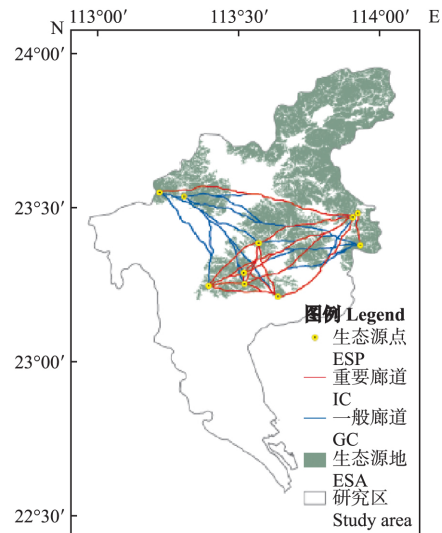 113°00′ 113°30′ 114°00′ E
N
24°00′
23°30′
23°00′
22°30′
图例 Legend
生态源点
ESP
重要廊道
IC
一般廊道
GC
生态源地
ESA
研究区
Study area